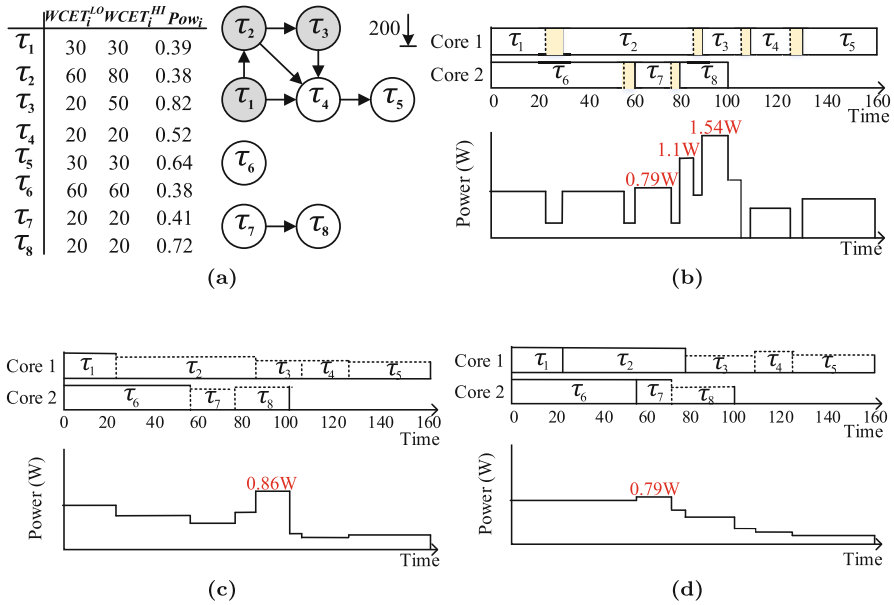 WCET_i^LO WCET_i^HI Pow_i
τ1 30 30 0.39
τ2 60 80 0.38
τ3 20 50 0.82
τ4 20 20 0.52
τ5 30 30 0.64
τ6 60 60 0.38
τ7 20 20 0.41
τ8 20 20 0.72
τ2 τ3
200
τ1 τ4 τ5
τ6
τ7 τ8
(a)
Core 1 τ1 τ2 τ3 τ4 τ5
Core 2 τ6 τ7 τ8
0 20 40 60 80 100 120 140 160
Time
Power (W)
1.54W
1.1W
0.79W
Time
(b)
Core 1 τ1 τ2 τ3 τ4 τ5
Core 2 τ6 τ7 τ8
0 20 40 60 80 100 120 140 160
Time
Power (W)
0.86W
Time
(c)
Core 1 τ1 τ2 τ3 τ4 τ5
Core 2 τ6 τ7 τ8
0 20 40 60 80 100 120 140 160
Time
Power (W)
0.79W
Time
(d)